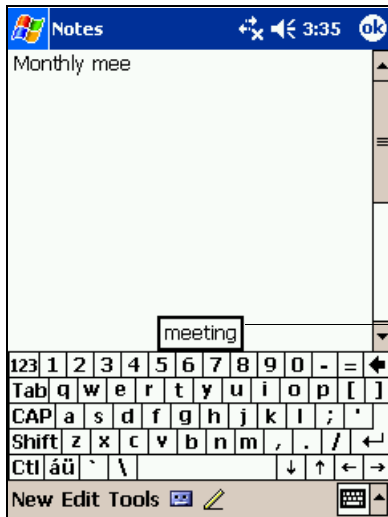 Notes 3:35 ok
Monthly mee
meeting
123 1 2 3 4 5 6 7 8 9 0 - =
Tab q w e r t y u i o p [ ]
CAP a s d f g h j k l ; '
Shift z x c v b n m , . /
Ctl áü ` \
New Edit Tools